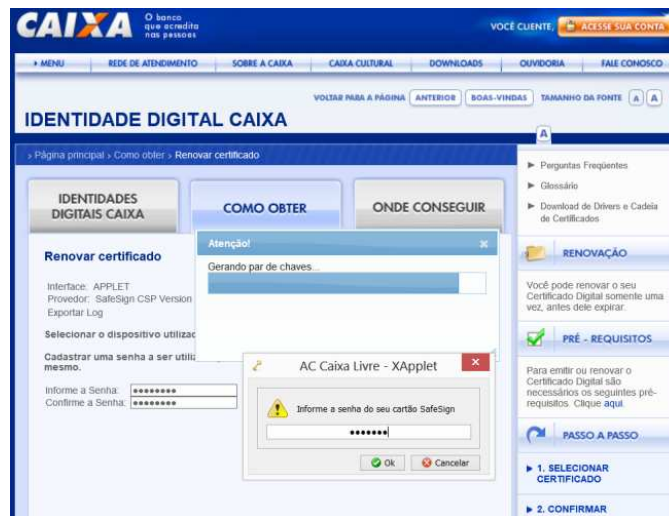 CAIXA
O banco
que acredita
nas pessoas
VOCÊ CLIENTE,
ACESSE SUA CONTA
MENU
REDE DE ATENDIMENTO
SOBRE A CAIXA
CAIXA CULTURAL
DOWNLOADS
OUVIDORIA
FALE CONOSCO
VOLTAR PARA A PÁGINA
ANTERIOR
BOAS-VINDAS
TAMANHO DA FONTE
A
A
A
IDENTIDADE DIGITAL CAIXA
› Página principal › Como obter › Renovar certificado
IDENTIDADES
DIGITAIS CAIXA
COMO OBTER
ONDE CONSEGUIR
Renovar certificado
Interface: APPLET
Provedor: SafeSign CSP Version
Exportar Log
Selecionar o dispositivo
Cadastrar uma senha a ser
mesmo.
Informe a Senha:
Confirme a Senha:
Atenção!
Gerando par de chaves...
AC Caixa Livre - XApplet
Informe a senha do seu cartão SafeSign
Ok
Cancelar
Perguntas Freqüentes
Glossário
Download de Drivers e Cadeia
de Certificados
RENOVAÇÃO
Você pode renovar o seu
Certificado Digital somente uma
vez, antes dele expirar.
PRÉ - REQUISITOS
Para emitir ou renovar o
Certificado Digital são
necessários os seguintes pré-
requisitos. Clique aqui.
PASSO A PASSO
1. SELECIONAR
CERTIFICADO
2. CONFIRMAR